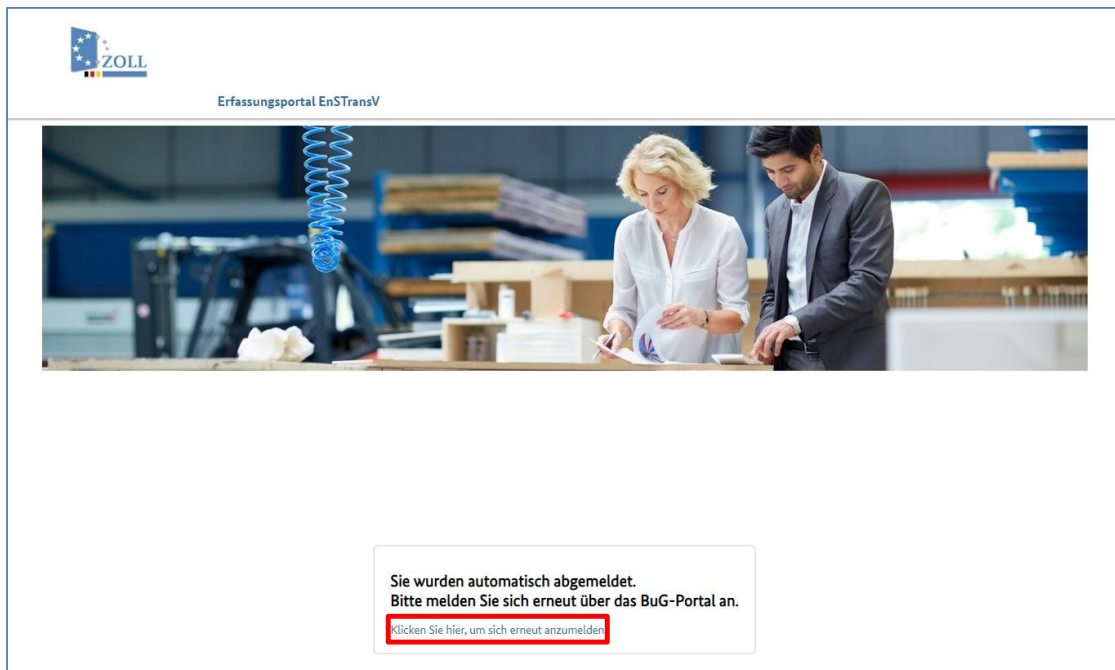 ZOLL
Erfassungsportal EnSTransV
Sie wurden automatisch abgemeldet.
Bitte melden Sie sich erneut über das BuG-Portal an.
Klicken Sie hier, um sich erneut anzumelden